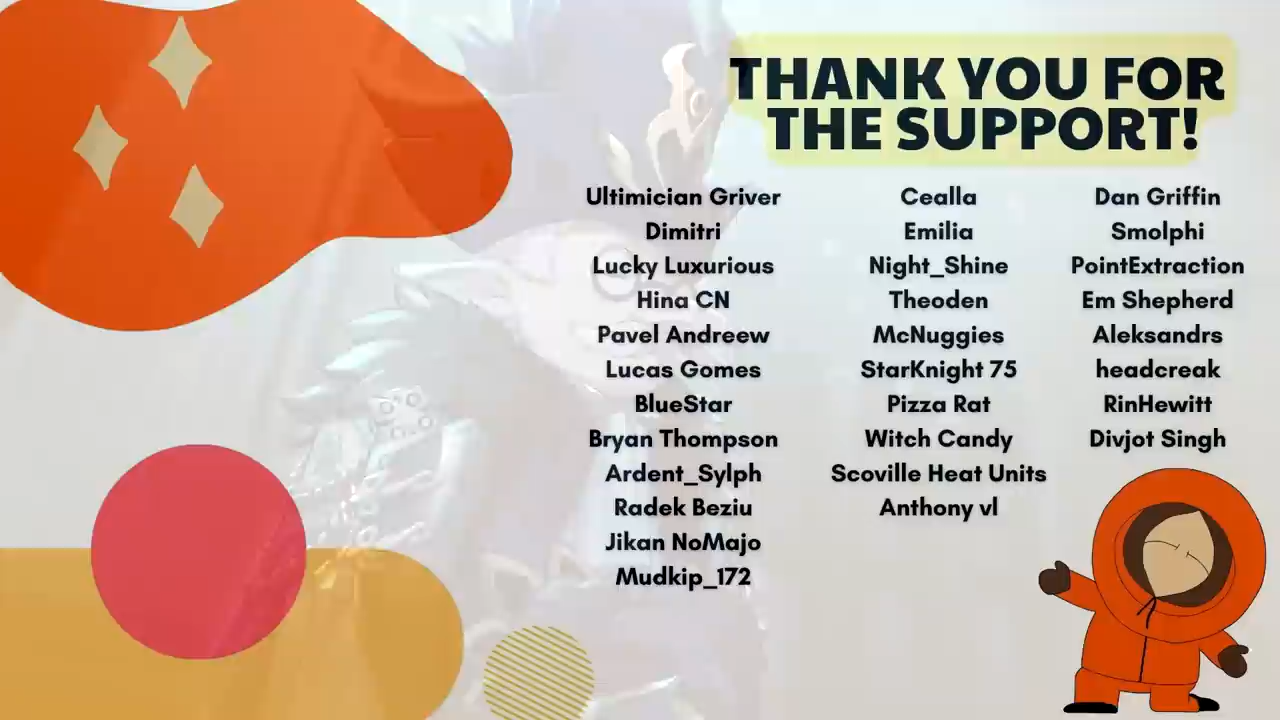 THANK YOU FOR
THE SUPPORT!
Ultimician Griver
Dimitri
Lucky Luxurious
Hina CN
Pavel Andreew
Lucas Gomes
BlueStar
Bryan Thompson
Ardent_Sylph
Radek Beziu
Jikan NoMajo
Mudkip_172
Cealla
Emilia
Night_Shine
Theoden
McNuggies
StarKnight 75
Pizza Rat
Witch Candy
Scoville Heat Units
Anthony vl
Dan Griffin
Smolphi
PointExtraction
Em Shepherd
Aleksandrs
headcreak
RinHewitt
Divjot Singh